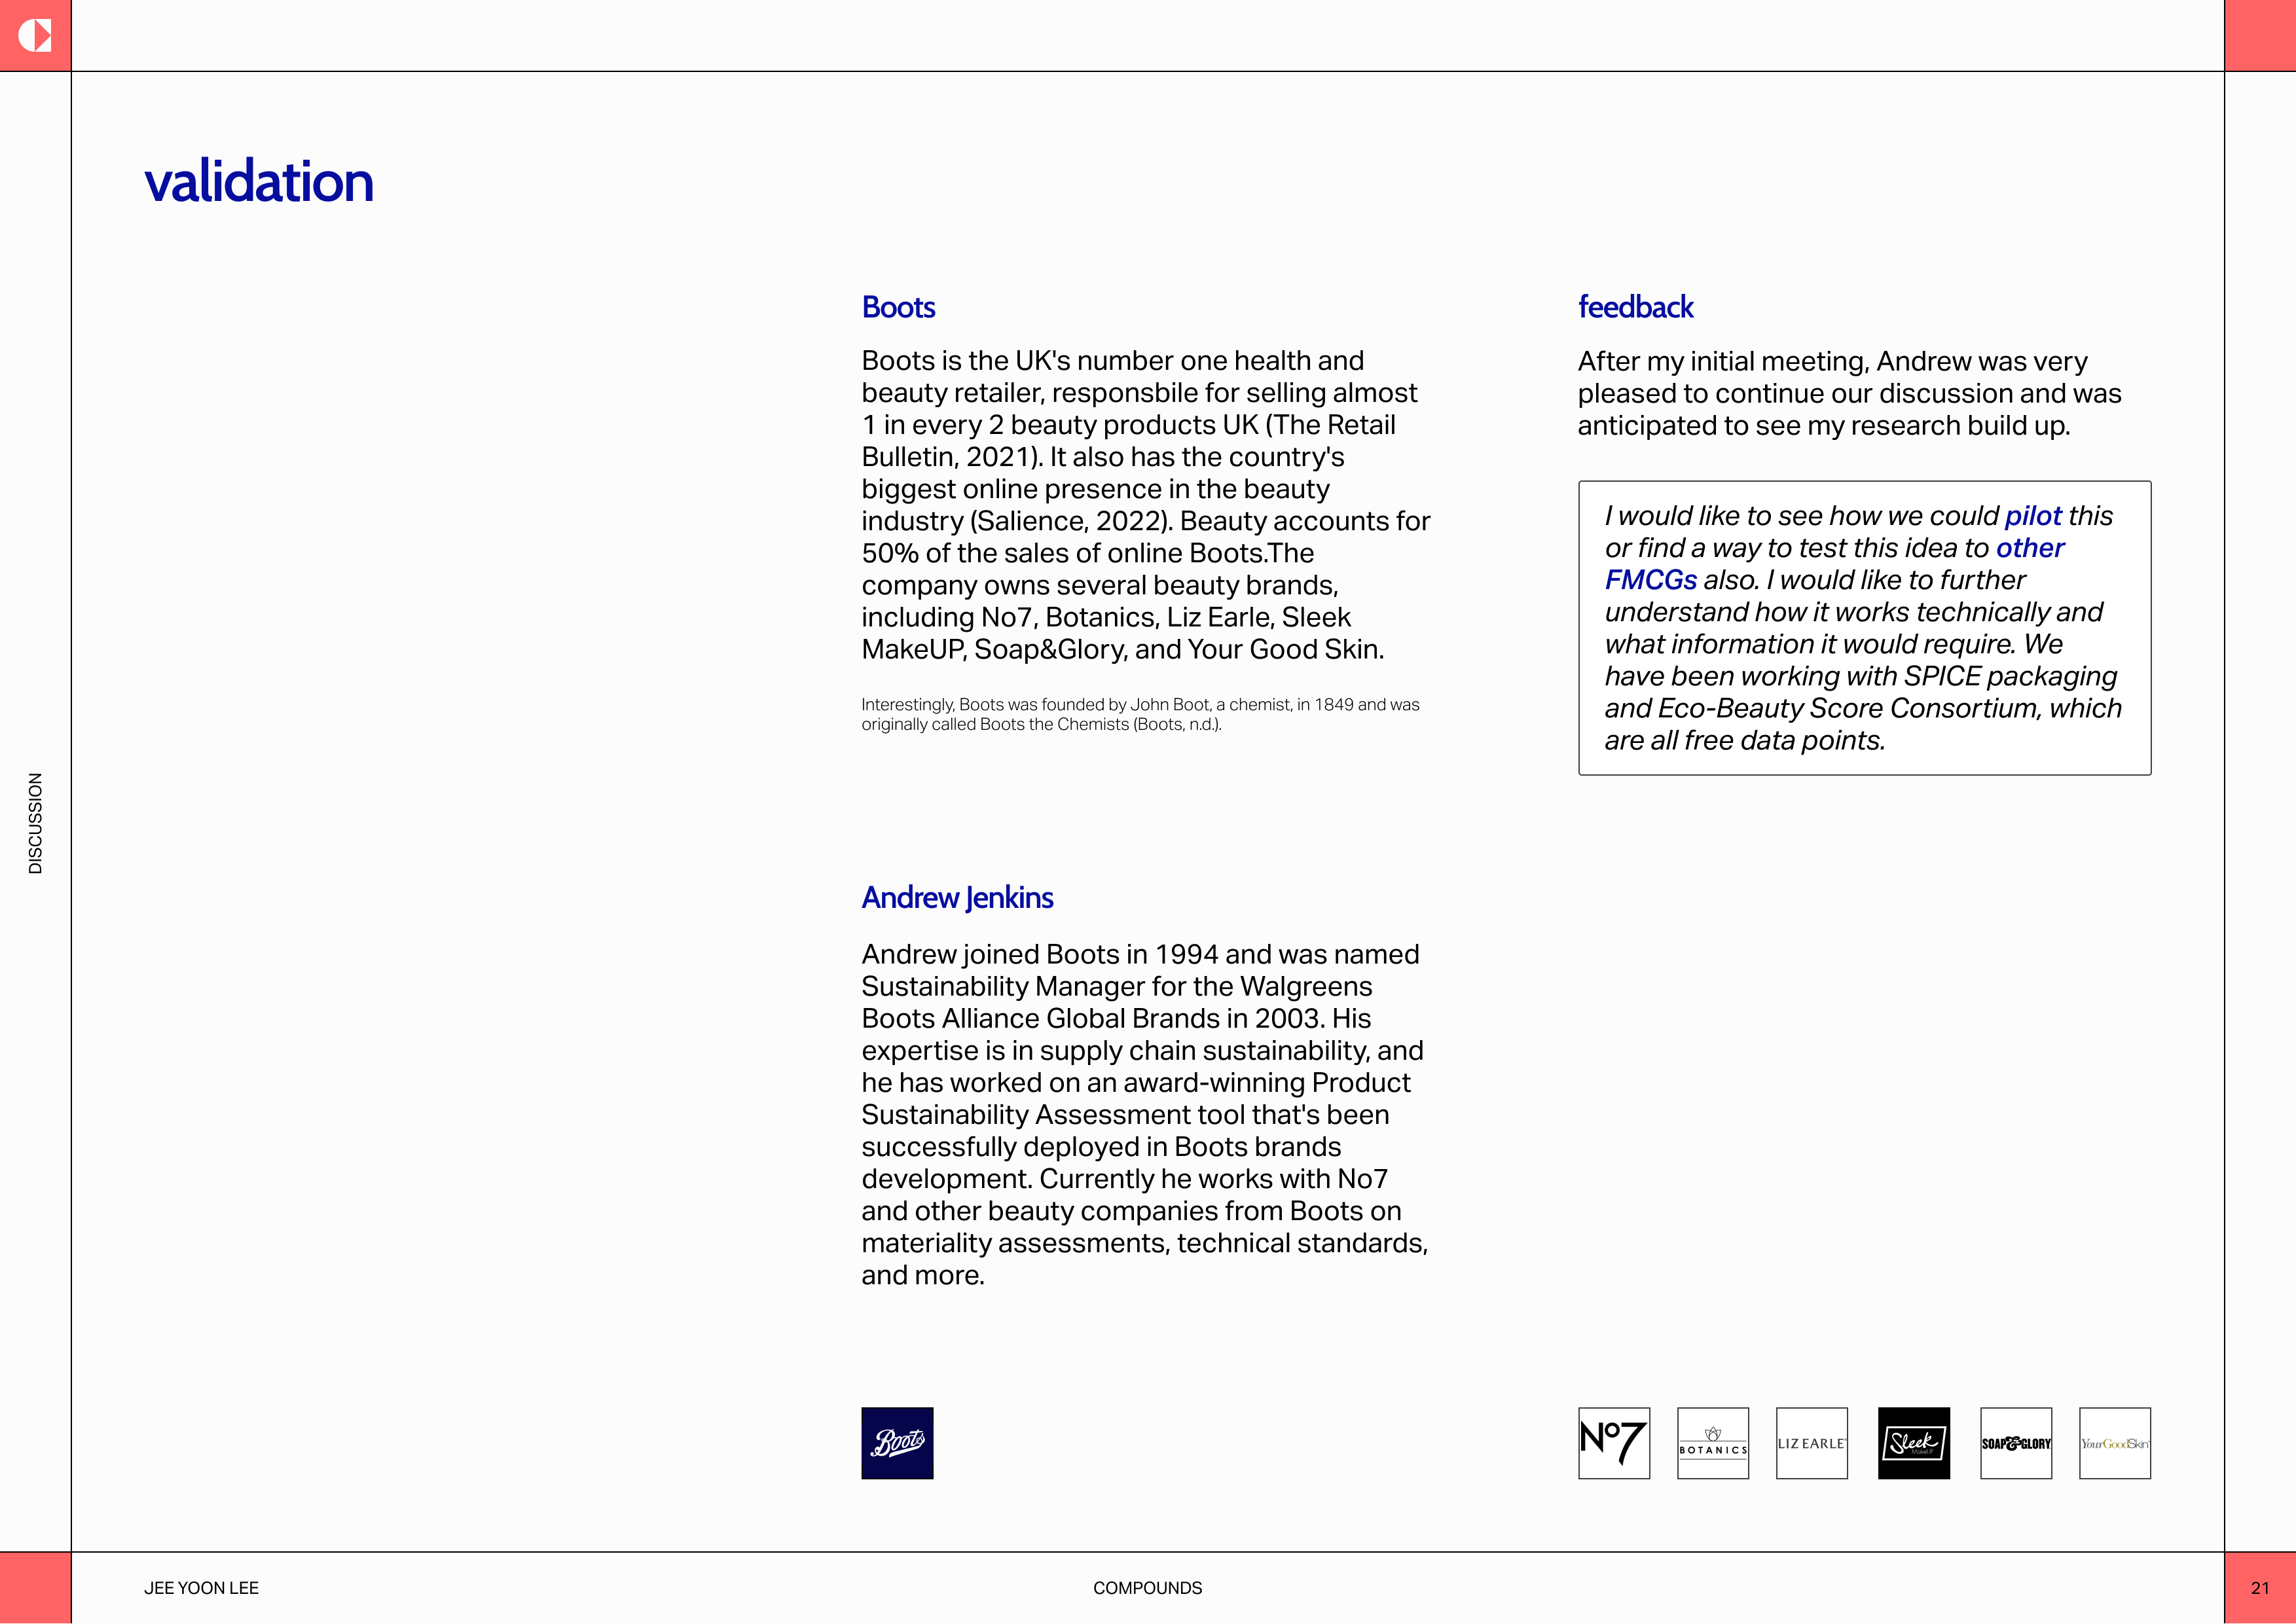 validation
Boots
Boots is the UK's number one health and
beauty retailer, responsbile for selling almost
1 in every 2 beauty products UK (The Retail
Bulletin, 2021). It also has the country's
biggest online presence in the beauty
industry (Salience, 2022). Beauty accounts for
50% of the sales of online Boots.The
company owns several beauty brands,
including No7, Botanics, Liz Earle, Sleek
MakeUP, Soap&Glory, and Your Good Skin.
Interestingly, Boots was founded by John Boot, a chemist, in 1849 and was
originally called Boots the Chemists (Boots, n.d.).
Andrew Jenkins
Andrew joined Boots in 1994 and was named
Sustainability Manager for the Walgreens
Boots Alliance Global Brands in 2003. His
expertise is in supply chain sustainability, and
he has worked on an award-winning Product
Sustainability Assessment tool that's been
successfully deployed in Boots brands
development. Currently he works with No7
and other beauty companies from Boots on
materiality assessments, technical standards,
and more.
feedback
After my initial meeting, Andrew was very
pleased to continue our discussion and was
anticipated to see my research build up.
I would like to see how we could pilot this
or find a way to test this idea to other
FMCGs also. I would like to further
understand how it works technically and
what information it would require. We
have been working with SPICE packaging
and Eco-Beauty Score Consortium, which
are all free data points.
Boots
No7
BOTANICS
LIZ EARLE
Sleek
MakeUP
SOAP&GLORY
YourGoodSkin
DISCUSSION
JEE YOON LEE
COMPOUNDS
21